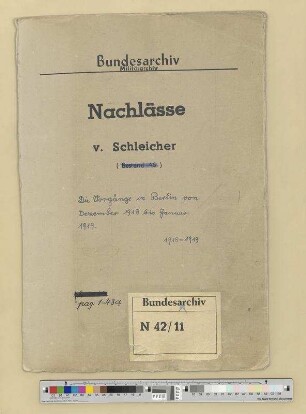 Bundesarchiv
Militärarchiv
Nachlässe
v. Schleicher
Die Vorgänge in Berlin von
Dezember 1918 bis Januar
1919.
1918-1919
pag. 1-
Bundesarchiv
N 42/11